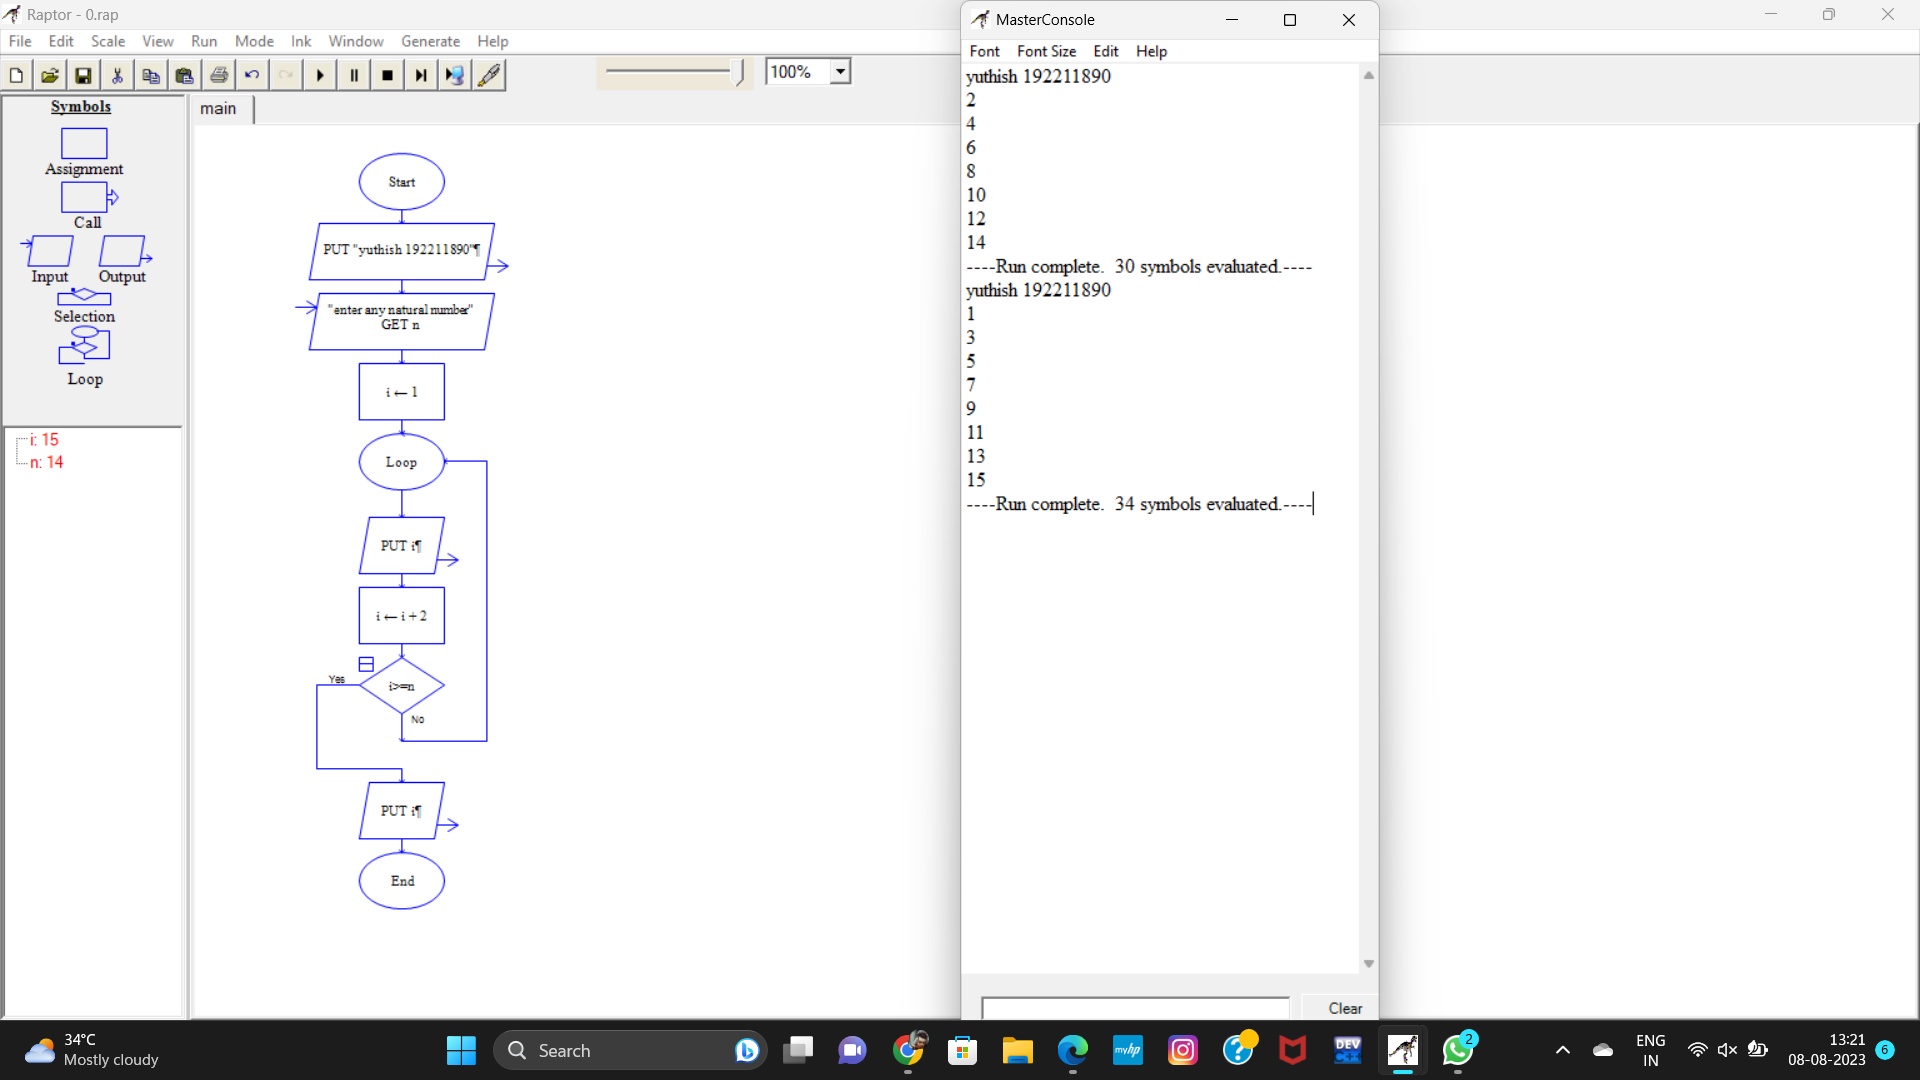 Raptor - 0.rap
File Edit Scale View Run Mode Ink Window Generate Help
100%
Symbols
Assignment
Call
Input Output
Selection
Loop
i: 15
n: 14
main
Start
PUT "yuthish 192211890"¶
"enter any natural number"
GET n
i ← 1
Loop
PUT i¶
i ← i + 2
Yes
i>=n
No
PUT i¶
End
MasterConsole
Font Font Size Edit Help
yuthish 192211890
2
4
6
8
10
12
14
----Run complete.  30 symbols evaluated.----
yuthish 192211890
1
3
5
7
9
11
13
15
----Run complete.  34 symbols evaluated.----
Clear
34°C
Mostly cloudy
Search
myhp
DEV
C++
2
ENG
IN
13:21
08-08-2023
6